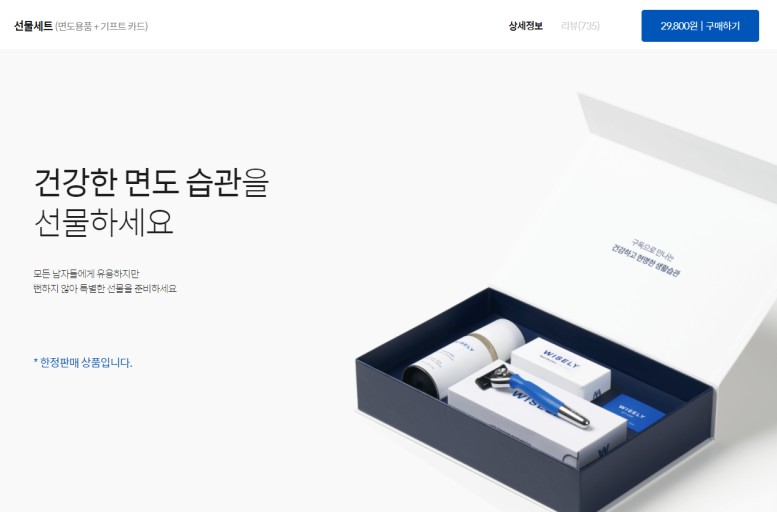 선물세트 (면도용품 + 기프트 카드)
상세정보
리뷰(735)
29,800원 | 구매하기
건강한 면도 습관을
선물하세요
모든 남자들에게 유용하지만
뻔하지 않아 특별한 선물을 준비하세요
* 한정판매 상품입니다.
구독으로 만나는
건강하고 현명한 생활습관
WISELY
WISELY